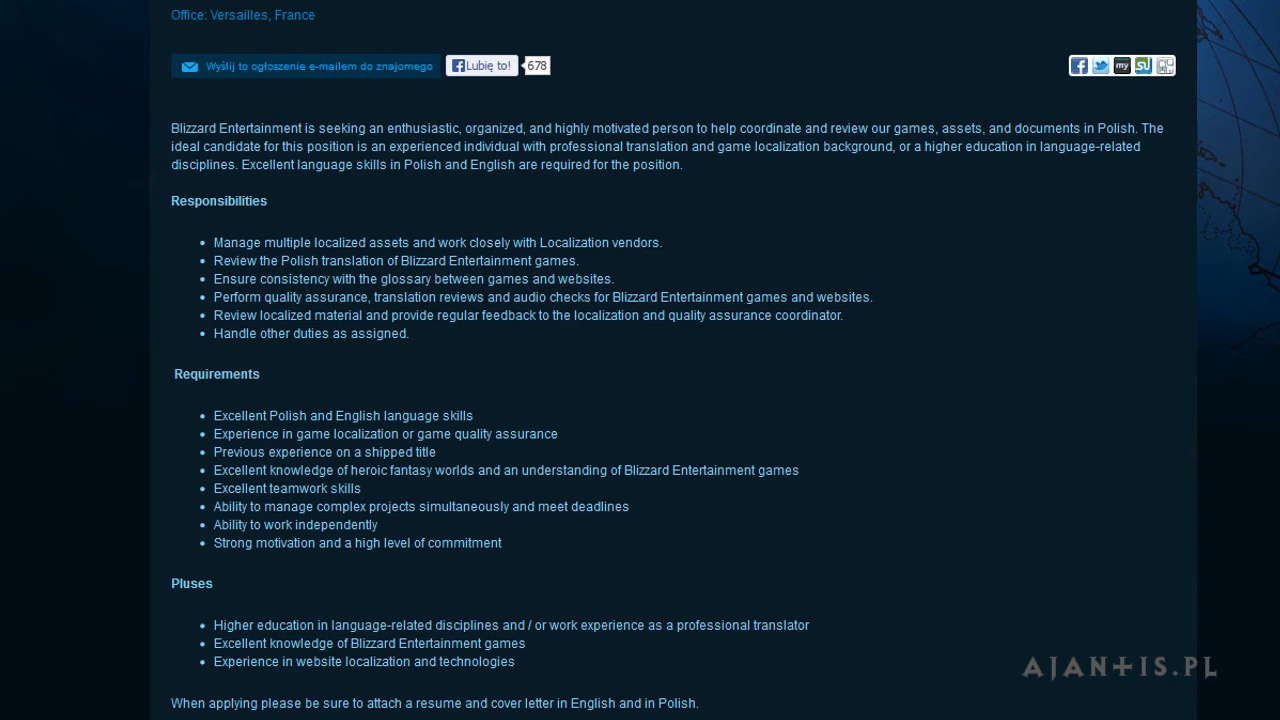 Office: Versailles, France
Wyślij to ogłoszenie e-mailem do znajomego
Lubię to! 678
Blizzard Entertainment is seeking an enthusiastic, organized, and highly motivated person to help coordinate and review our games, assets, and documents in Polish. The
ideal candidate for this position is an experienced individual with professional translation and game localization background, or a higher education in language-related
disciplines. Excellent language skills in Polish and English are required for the position.
Responsibilities
Manage multiple localized assets and work closely with Localization vendors.
Review the Polish translation of Blizzard Entertainment games.
Ensure consistency with the glossary between games and websites.
Perform quality assurance, translation reviews and audio checks for Blizzard Entertainment games and websites.
Review localized material and provide regular feedback to the localization and quality assurance coordinator.
Handle other duties as assigned.
Requirements
Excellent Polish and English language skills
Experience in game localization or game quality assurance
Previous experience on a shipped title
Excellent knowledge of heroic fantasy worlds and an understanding of Blizzard Entertainment games
Excellent teamwork skills
Ability to manage complex projects simultaneously and meet deadlines
Ability to work independently
Strong motivation and a high level of commitment
Pluses
Higher education in language-related disciplines and / or work experience as a professional translator
Excellent knowledge of Blizzard Entertainment games
Experience in website localization and technologies
AJANTIS.PL
When applying please be sure to attach a resume and cover letter in English and in Polish.